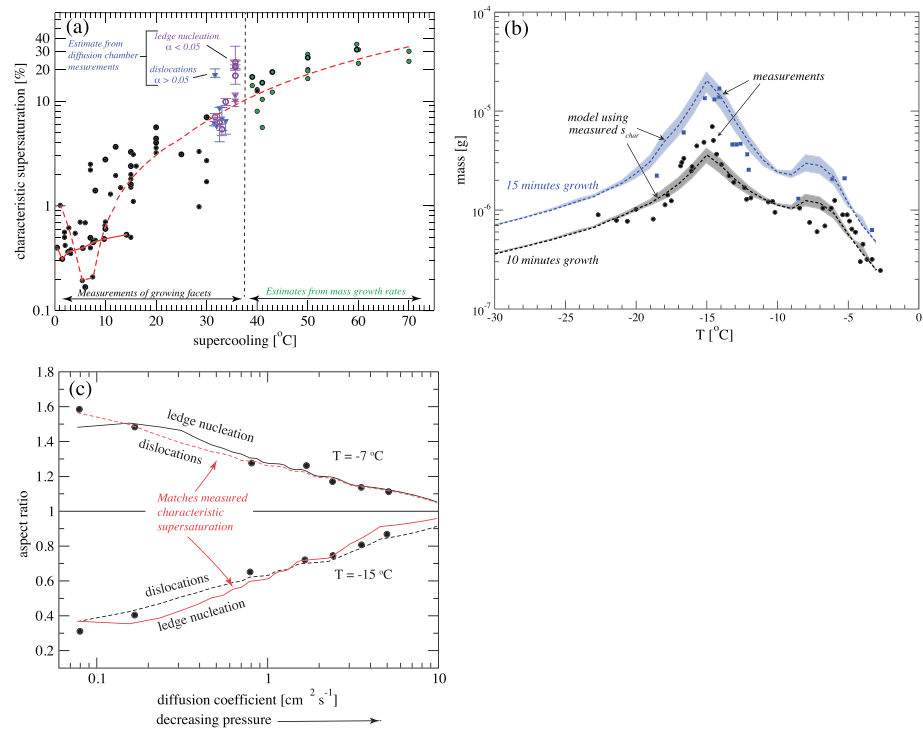 (a)
characteristic supersaturation [%]
40
30
20
10
1
0.1
Estimate from
diffusion chamber
mesurements
ledge nucleation
α < 0.05
dislocations
α > 0.05
Measurements of growing facets
Estimates from mass growth rates
0 10 20 30 40 50 60 70
supercooling [°C]
(b)
mass [g]
10^-4
10^-5
10^-6
10^-7
measurements
model using
measured s_char
15 minutes growth
10 minutes growth
-30 -25 -20 -15 -10 -5 0
T [°C]
(c)
aspect ratio
1.8
1.6
1.4
1.2
1
0.8
0.6
0.4
0.2
ledge nucleation
dislocations
T = -7 °C
Matches measured
characteristic
supersaturation
dislocations
T = -15 °C
ledge nucleation
0.1 1 10
diffusion coefficient [cm² s⁻¹]
decreasing pressure